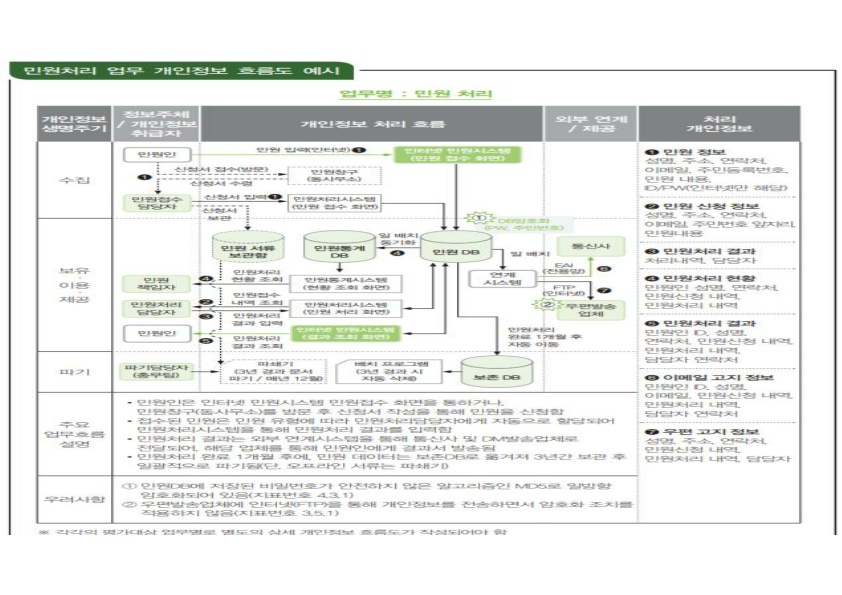 민원처리 업무 개인정보 흐름도 예시
업무명 : 민원 처리
개인정보
생명주기
정보주체
/ 개인정보
취급자
개인정보 처리 흐름
외부 연계
/ 제공
처리
개인정보
수집
민원인
민원 입력(인터넷) ❶
인터넷 민원시스템
(민원 접수 화면)
❶
신청서 접수(방문)
민원창구
(동사무소)
신청서 수령
민원접수
담당자
신청서 입력 ❶
민원처리시스템
(민원 접수 화면)
신청서
보관
① DB암호화
(PW, 주민번호)
보유
·
이용
·
제공
민원 서류
보관함
민원통계
DB
일 배치
동기화
❹
민원 DB
일 배치
연계
시스템
통신사
EAI
(전용망)
❻
FTP
(인터넷)
❼
② 우편발송
업체
민원
책임자
❹
민원처리
현황 조회
민원통계시스템
(현황 조회 화면)
민원처리
담당자
❷
민원접수
내역 조회
민원처리시스템
(민원 처리 화면)
❸
민원처리
결과 입력
민원인
❺
민원처리
결과 조회
인터넷 민원시스템
(결과 조회 화면)
민원처리
완료 1개월 후
자동 이동
파기
파기담당자
(총무팀)
파쇄기
(3년 경과 문서
파기 / 매년 12월)
배치 프로그램
(3년 경과 시
자동 삭제)
보존 DB
❶ 민원 정보
성명, 주소, 연락처,
이메일, 주민등록번호,
민원 내용,
ID/PW(인터넷만 해당)
❷ 민원 신청 정보
성명, 주소, 연락처,
이메일, 주민번호 앞자리,
민원내용
❸ 민원처리 결과
처리내역, 담당자
❹ 민원처리 현황
민원인 성명, 연락처,
민원신청 내역,
민원처리 내역
❺ 민원처리 결과
민원인 ID, 성명,
연락처, 민원신청 내역,
민원처리 내역,
담당자 연락처
❻ 이메일 고지 정보
민원인 ID, 성명,
이메일, 민원신청 내역,
민원처리 내역,
담당자 연락처
❼ 우편 고지 정보
성명, 주소, 연락처,
민원신청 내역,
민원처리 내역, 담당자
주요
업무흐름
설명
• 민원인은 인터넷 민원시스템 민원접수 화면을 통하거나,
민원창구(동사무소)를 방문 후 신청서 작성을 통해 민원을 신청함
• 접수된 민원은 민원 유형에 따라 민원처리담당자에게 자동으로 할당되어
민원처리시스템을 통해 민원처리 결과를 입력함
• 민원처리 결과는 외부 연계시스템을 통해 통신사 및 DM발송업체로
전달되어, 해당 업체를 통해 민원인에게 결과서 발송됨
• 민원처리 완료 1개월 후에, 민원 데이터는 보존DB로 옮겨져 3년간 보관 후
일괄적으로 파기됨(단, 오프라인 서류는 파쇄기)
우려사항
① 민원DB에 저장된 비밀번호가 안전하지 않은 알고리즘인 MD5로 일방향
암호화되어 있음(지표번호 4.3.1)
② 우편발송업체에 인터넷(FTP)을 통해 개인정보를 전송하면서 암호화 조치를
적용하지 않음(지표번호 3.5.1)
※ 각각의 평가대상 업무별로 별도의 상세 개인정보 흐름도가 작성되어야 함